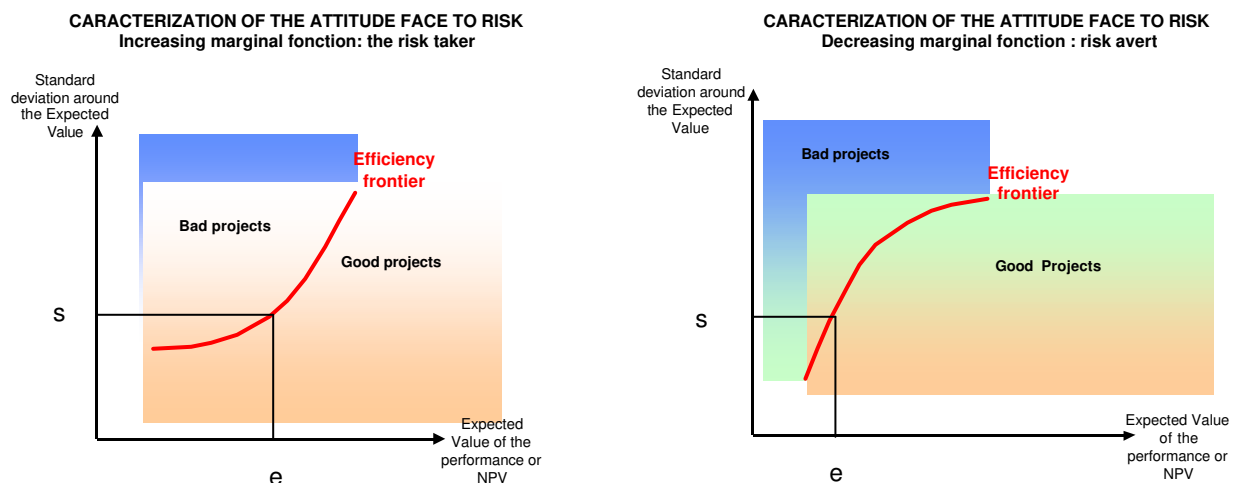 CARACTERIZATION OF THE ATTITUDE FACE TO RISK
Increasing marginal fonction: the risk taker
Standard
deviation around
the Expected
Value
Efficiency
frontier
Bad projects
Good projects
s
Expected
Value of the
performance or
NPV
e
CARACTERIZATION OF THE ATTITUDE FACE TO RISK
Decreasing marginal fonction : risk avert
Standard
deviation around
the Expected
Value
Bad projects
Efficiency
frontier
Good Projects
s
Expected Value
of the
performance or
NPV
e